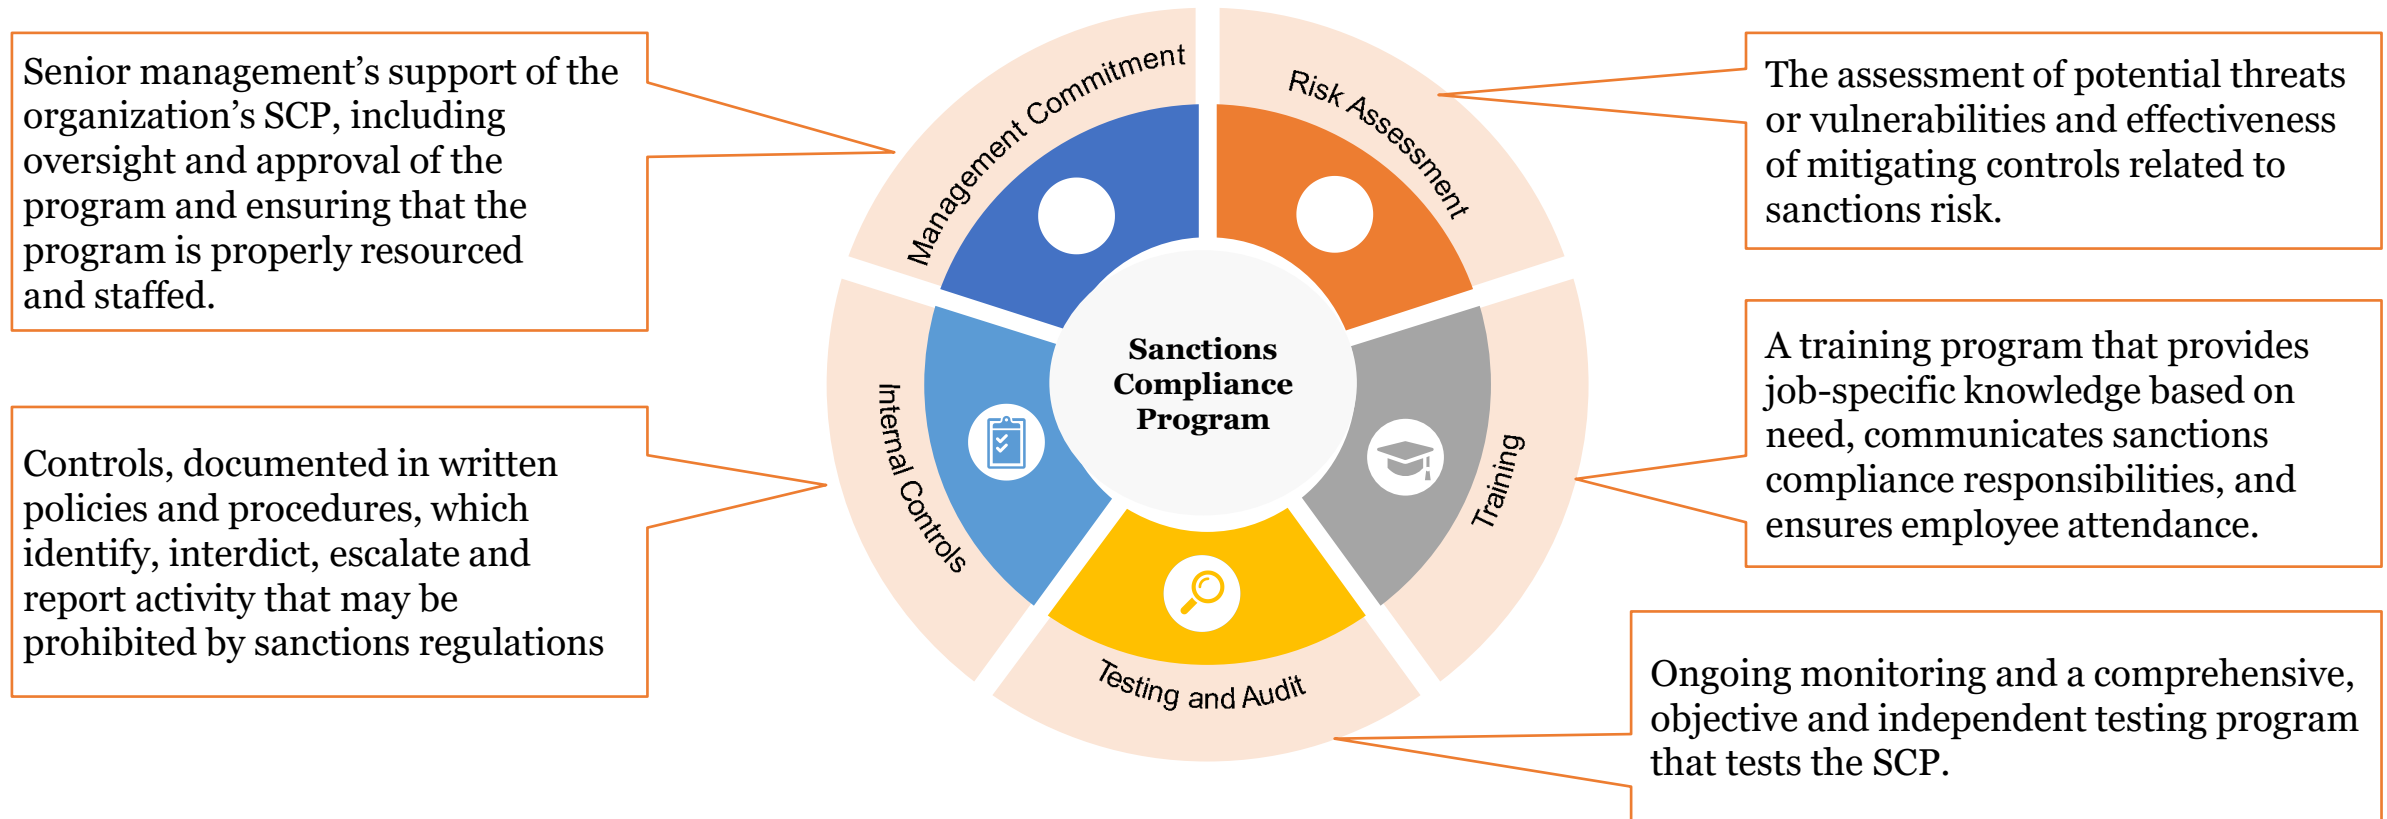 Senior management’s support of the
organization’s SCP, including
oversight and approval of the
program and ensuring that the
program is properly resourced
and staffed.
Controls, documented in written
policies and procedures, which
identify, interdict, escalate and
report activity that may be
prohibited by sanctions regulations
Management Commitment
Risk Assessment
Internal Controls
Sanctions
Compliance
Program
Training
Testing and Audit
The assessment of potential threats
or vulnerabilities and effectiveness
of mitigating controls related to
sanctions risk.
A training program that provides
job-specific knowledge based on
need, communicates sanctions
compliance responsibilities, and
ensures employee attendance.
Ongoing monitoring and a comprehensive,
objective and independent testing program
that tests the SCP.